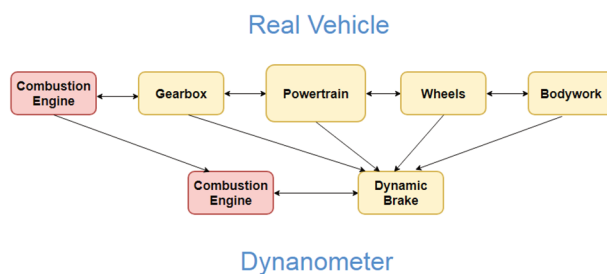 Real Vehicle
Combustion
Engine
Gearbox
Powertrain
Wheels
Bodywork
Combustion
Engine
Dynamic
Brake
Dynanometer